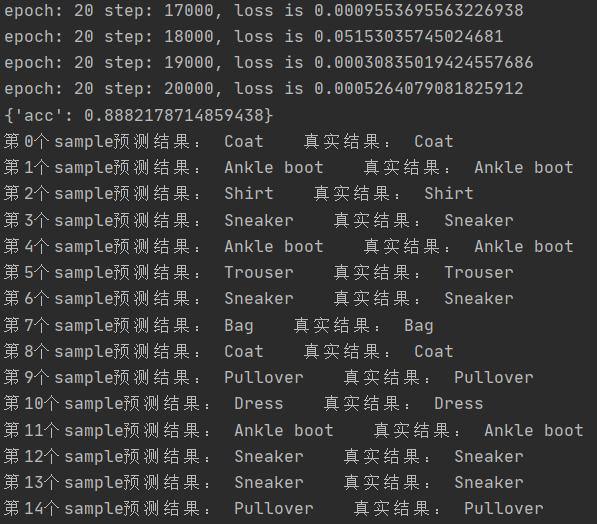 epoch: 20 step: 17000, loss is 0.0009553695563226938
epoch: 20 step: 18000, loss is 0.05153035745024681
epoch: 20 step: 19000, loss is 0.00030835019424557686
epoch: 20 step: 20000, loss is 0.0005264079081825912
{'acc': 0.8882178714859438}
第0个sample预测结果： Coat 真实结果： Coat
第1个sample预测结果： Ankle boot 真实结果： Ankle boot
第2个sample预测结果： Shirt 真实结果： Shirt
第3个sample预测结果： Sneaker 真实结果： Sneaker
第4个sample预测结果： Ankle boot 真实结果： Ankle boot
第5个sample预测结果： Trouser 真实结果： Trouser
第6个sample预测结果： Sneaker 真实结果： Sneaker
第7个sample预测结果： Bag 真实结果： Bag
第8个sample预测结果： Coat 真实结果： Coat
第9个sample预测结果： Pullover 真实结果： Pullover
第10个sample预测结果： Dress 真实结果： Dress
第11个sample预测结果： Ankle boot 真实结果： Ankle boot
第12个sample预测结果： Sneaker 真实结果： Sneaker
第13个sample预测结果： Sneaker 真实结果： Sneaker
第14个sample预测结果： Pullover 真实结果： Pullover